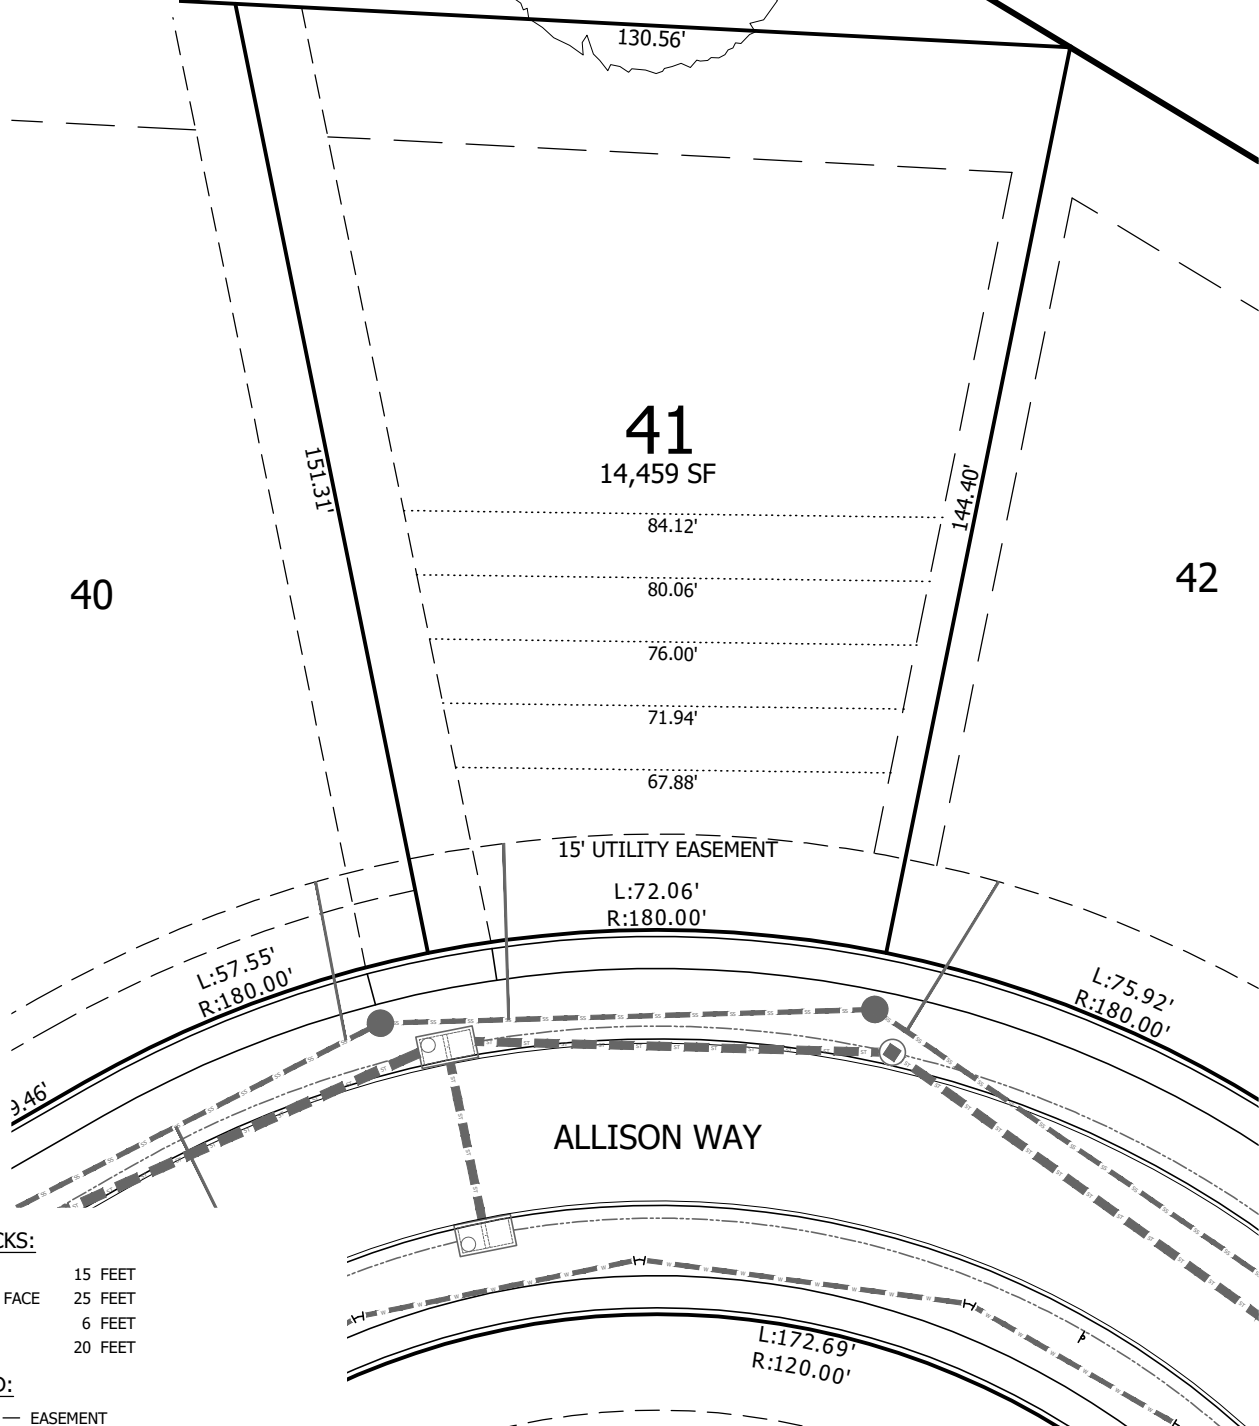 130.56'
151.31'
144.40'
41
14,459 SF
84.12'
80.06'
76.00'
71.94'
67.88'
40
42
15' UTILITY EASEMENT
L:72.06'
R:180.00'
L:57.55'
R:180.00'
L:75.92'
R:180.00'
9.46'
ALLISON WAY
L:172.69'
R:120.00'
CKS:
15 FEET
FACE 25 FEET
6 FEET
20 FEET
D:
EASEMENT